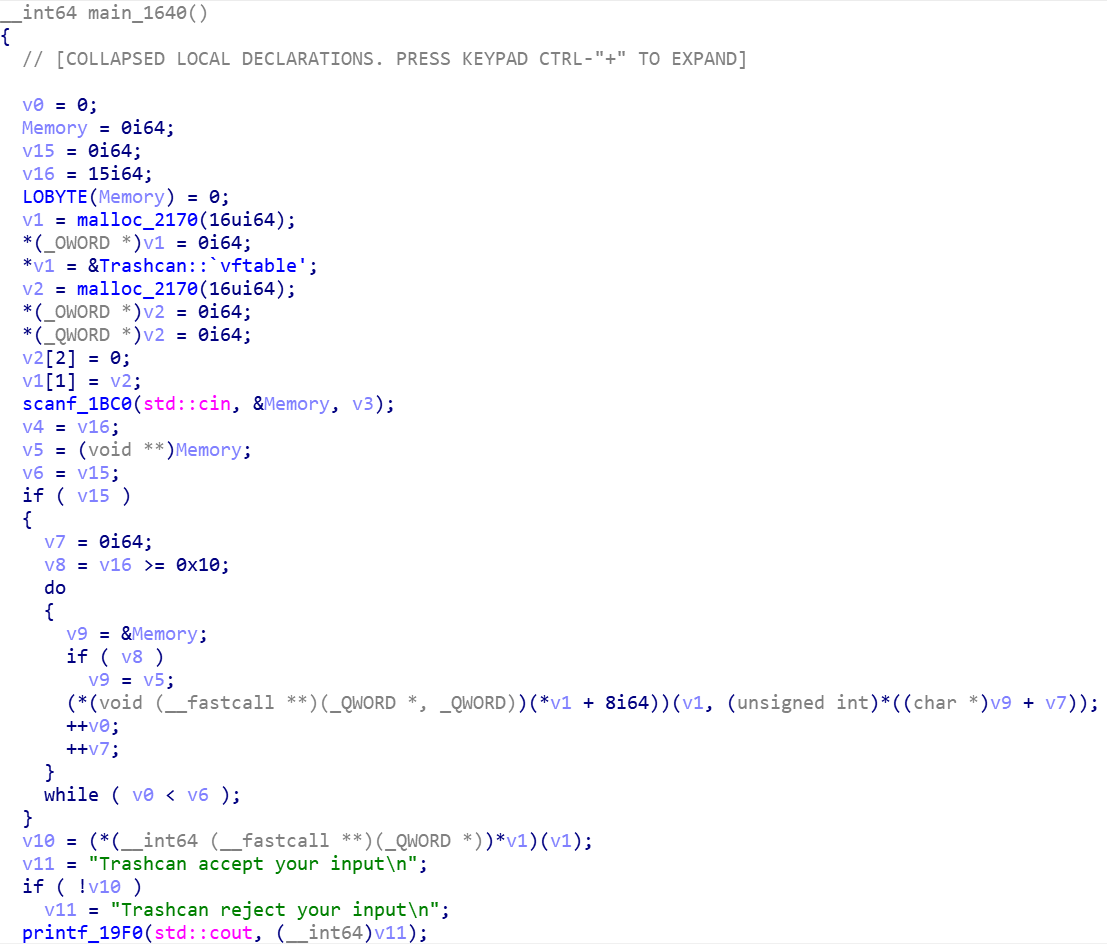 __int64 main_1640()
{
  // [COLLAPSED LOCAL DECLARATIONS. PRESS KEYPAD CTRL-"+" TO EXPAND]

  v0 = 0;
  Memory = 0i64;
  v15 = 0i64;
  v16 = 15i64;
  LOBYTE(Memory) = 0;
  v1 = malloc_2170(16ui64);
  *(_OWORD *)v1 = 0i64;
  *v1 = &Trashcan::`vftable';
  v2 = malloc_2170(16ui64);
  *(_OWORD *)v2 = 0i64;
  *(_QWORD *)v2 = 0i64;
  v2[2] = 0;
  v1[1] = v2;
  scanf_1BC0(std::cin, &Memory, v3);
  v4 = v16;
  v5 = (void **)Memory;
  v6 = v15;
  if ( v15 )
  {
    v7 = 0i64;
    v8 = v16 >= 0x10;
    do
    {
      v9 = &Memory;
      if ( v8 )
        v9 = v5;
      (*(void (__fastcall **)(_QWORD *, _QWORD))(*v1 + 8i64))(v1, (unsigned int)*((char *)v9 + v7));
      ++v0;
      ++v7;
    }
    while ( v0 < v6 );
  }
  v10 = (*(__int64 (__fastcall **)(_QWORD *))*v1)(v1);
  v11 = "Trashcan accept your input\n";
  if ( !v10 )
    v11 = "Trashcan reject your input\n";
  printf_19F0(std::cout, (__int64)v11);